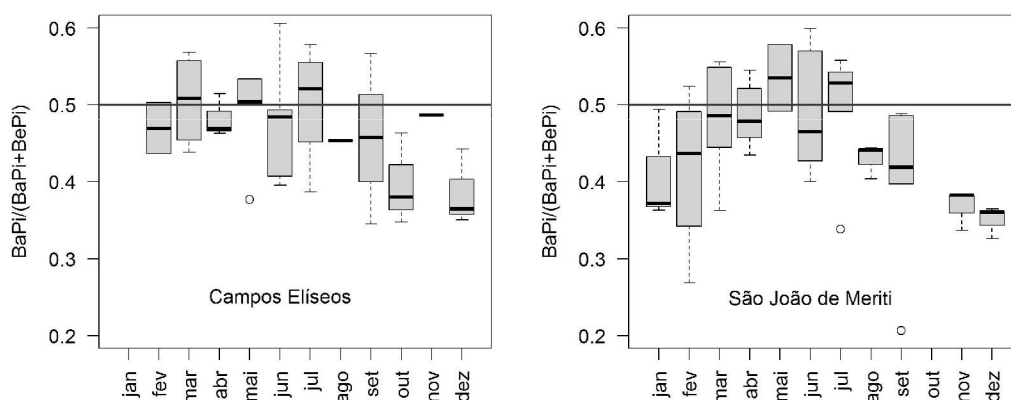 BaPi/(BaPi+BePi)
0.6
0.5
0.4
0.3
0.2
Campos Elíseos
jan
fev
mar
abr
mai
jun
jul
ago
set
out
nov
dez
BaPi/(BaPi+BePi)
0.6
0.5
0.4
0.3
0.2
São João de Meriti
jan
fev
mar
abr
mai
jun
jul
ago
set
out
nov
dez